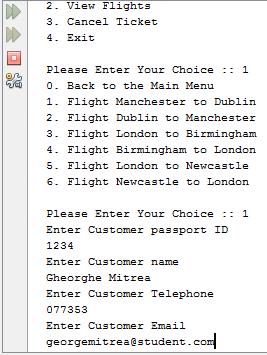 2. View Flights
3. Cancel Ticket
4. Exit
Please Enter Your Choice :: 1
0. Back to the Main Menu
1. Flight Manchester to Dublin
2. Flight Dublin to Manchester
3. Flight London to Birmingham
4. Flight Birmingham to London
5. Flight London to Newcastle
6. Flight Newcastle to London
Please Enter Your Choice :: 1
Enter Customer passport ID
1234
Enter Customer name
Gheorghe Mitrea
Enter Customer Telephone
077353
Enter Customer Email
georgemitrea@student.com